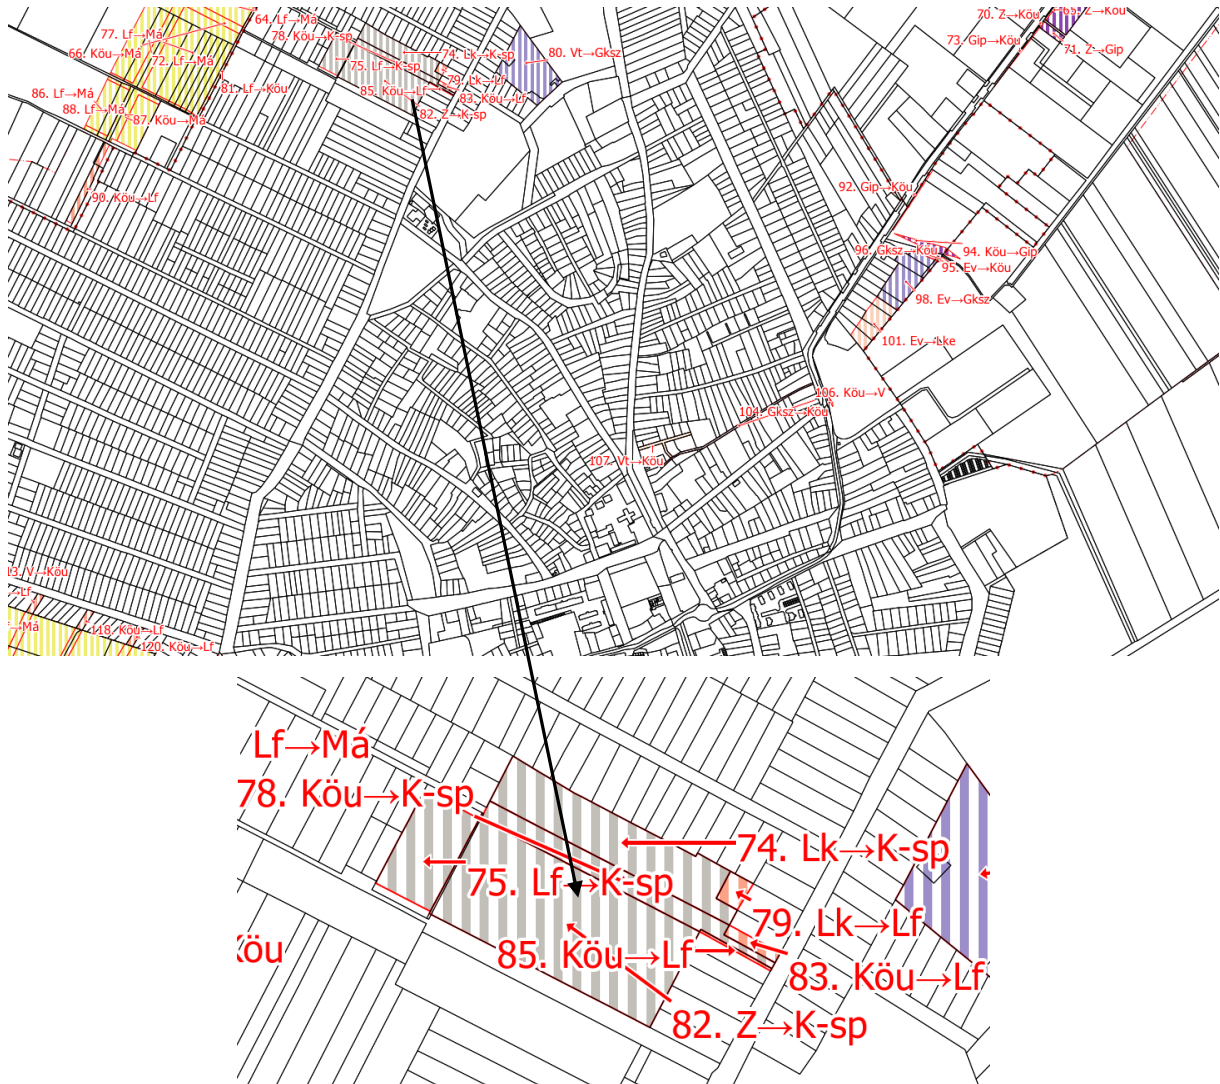 64. Lf→Má
77. Lf→Má
78. Köu→K-sp
66. Köu→Má
72. Lf→Má
74. Lk→K-sp
75. Lf→K-sp
80. Vt→Gksz
79. Lk→Lf
81. Lf→Köu
85. Köu→Lf
83. Köu→Lf
86. Lf→Má
88. Lf→Má
87. Köu→Má
82. Z→K-sp
90. Köu→Lf
70. Z→Köu
65. Z→Köu
73. Gip→Köu
71. Z→Gip
92. Gip→Köu
96. Gksz→Köu
94. Köu→Gip
95. Ev→Köu
98. Ev→Gksz
101. Ev→Lke
106. Köu→V
104. Gksz→Köu
107. Vt→Köu
13. V→Köu
→Lf
→Má
118. Köu→Lf
120. Köu→Lf
Lf→Má
78. Köu→K-sp
74. Lk→K-sp
75. Lf→K-sp
79. Lk→Lf
Köu
85. Köu→Lf
83. Köu→Lf
82. Z→K-sp